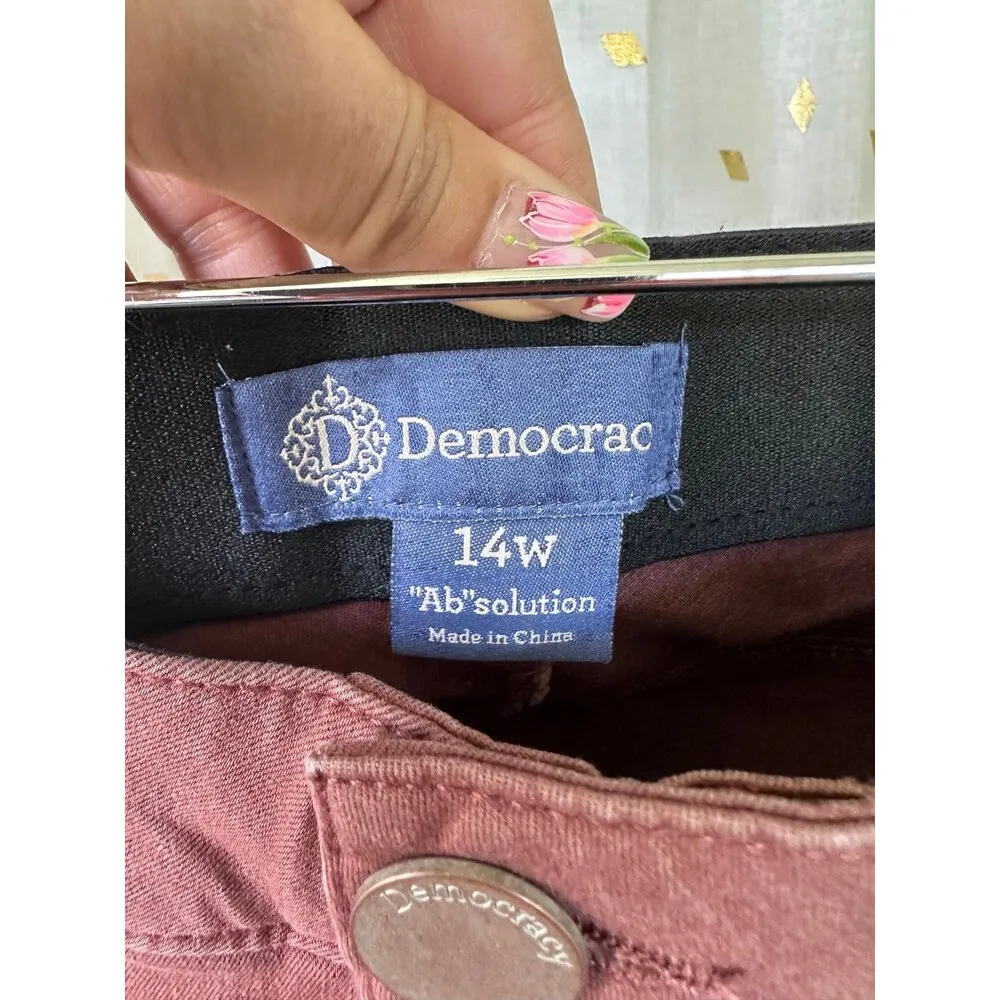 D Democrac
14w
"Ab"solution
Made in China
Democracy